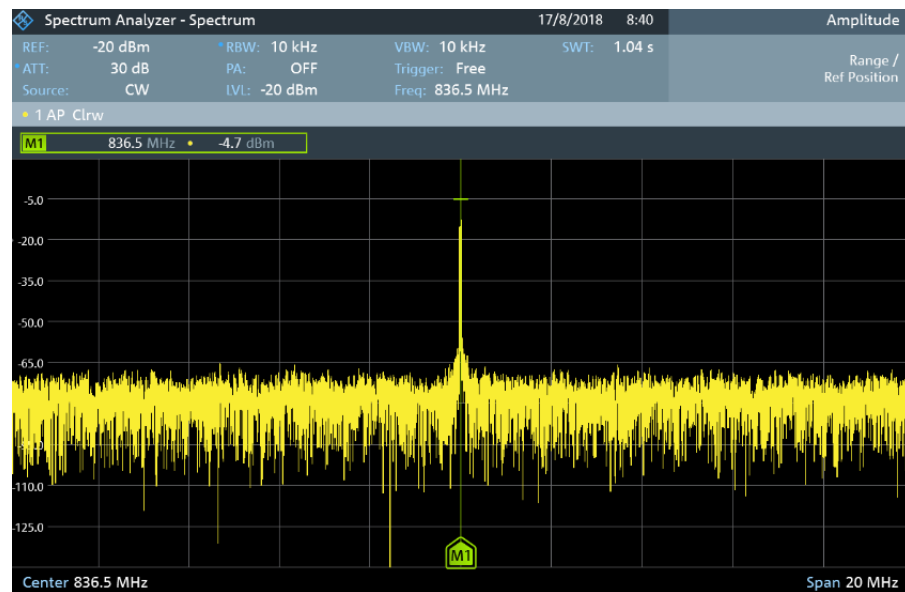 Spectrum Analyzer - Spectrum 17/8/2018 8:40 Amplitude
REF: -20 dBm RBW: 10 kHz VBW: 10 kHz SWT: 1.04 s
ATT: 30 dB PA: OFF Trigger: Free
Source: CW LVL: -20 dBm Freq: 836.5 MHz
Range /
Ref Position
1 AP Clrw
M1 836.5 MHz -4.7 dBm
-5.0
-20.0
-35.0
-50.0
-65.0
-110.0
-125.0
M1
Center 836.5 MHz Span 20 MHz